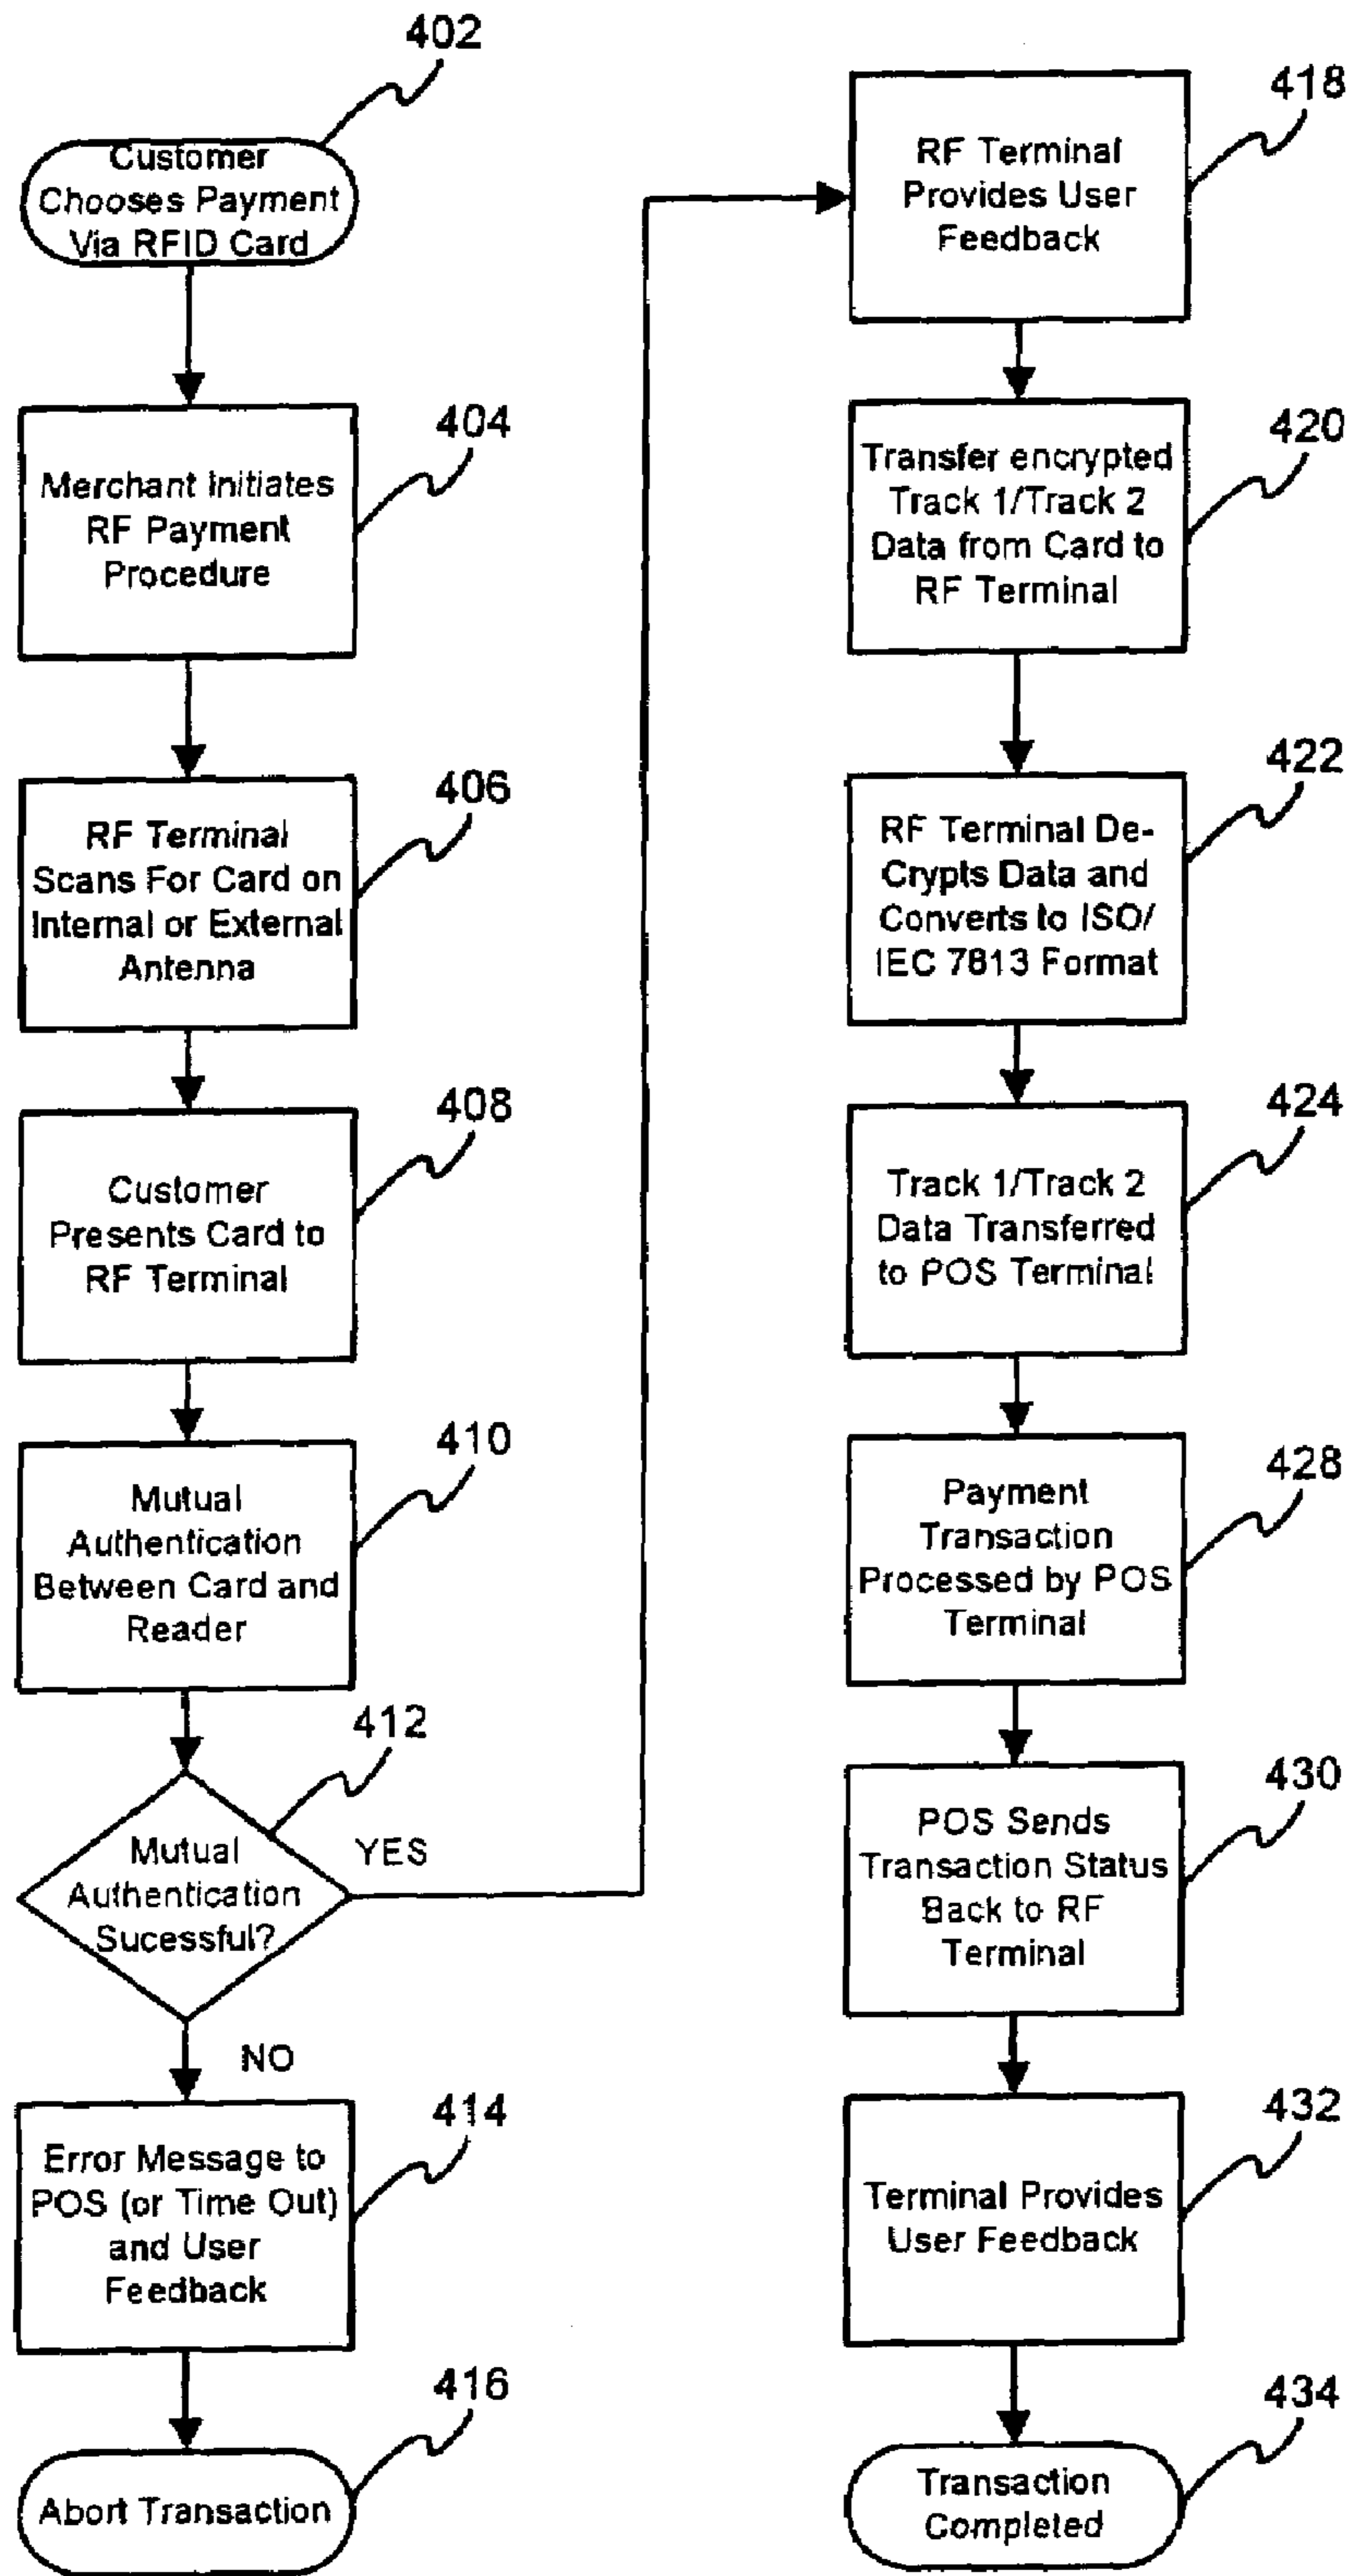 402
Customer
Chooses Payment
Via RFID Card
404
Merchant Initiates
RF Payment
Procedure
406
RF Terminal
Scans For Card on
Internal or External
Antenna
408
Customer
Presents Card to
RF Terminal
410
Mutual
Authentication
Between Card and
Reader
412
Mutual
Authentication
Sucessful?
YES
NO
414
Error Message to
POS (or Time Out)
and User
Feedback
416
Abort Transaction
418
RF Terminal
Provides User
Feedback
420
Transfer encrypted
Track 1/Track 2
Data from Card to
RF Terminal
422
RF Terminal De-
Crypts Data and
Converts to ISO/
IEC 7813 Format
424
Track 1/Track 2
Data Transferred
to POS Terminal
428
Payment
Transaction
Processed by POS
Terminal
430
POS Sends
Transaction Status
Back to RF
Terminal
432
Terminal Provides
User Feedback
434
Transaction
Completed